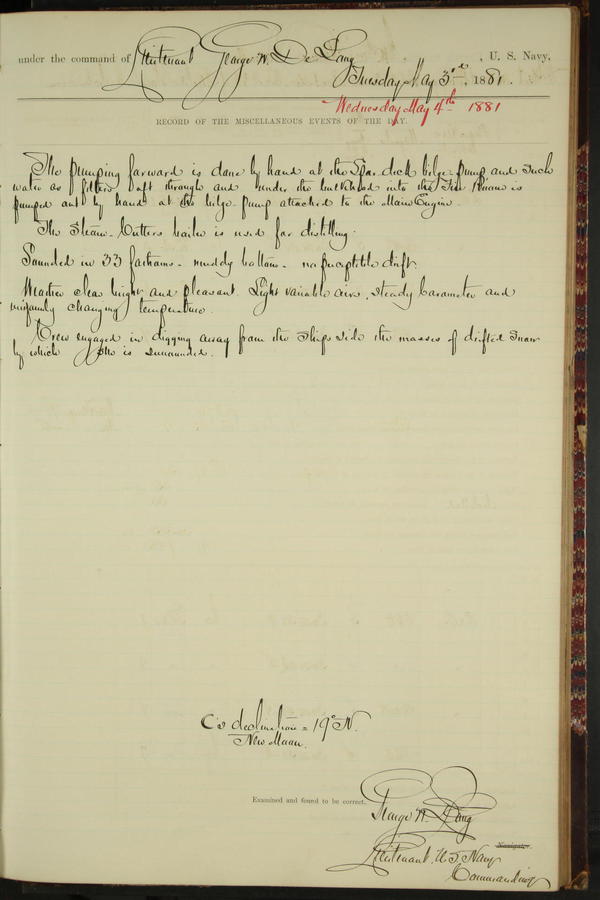 under the command of Lieutenant George W. De Long, U. S. Navy,
Tuesday May 3rd, 1881.
Wednesday May 4th 1881
RECORD OF THE MISCELLANEOUS EVENTS OF THE DAY.
The pumping forward is done by hand at the Spar-deck bilge pump and such
water as filters aft through and under the bulkhead into the Fire Room is
pumped out by hand at the bilge-pump attached to the Main Engine.
The Steam-Cutters boiler is used for distilling.
Sounded in 33 fathoms - muddy bottom - no perceptible drift.
Weather clear bright and pleasant. Light variable airs, steady barometer and
uniformly changing temperature.
Crew engaged in digging away from the ships side the masses of drifted snow
by which she is surrounded.
C's declination = 19° N.
New Moon.
Examined and found to be correct.
George W. De Long
Navigator.
Lieutenant. U.S. Navy
Commanding